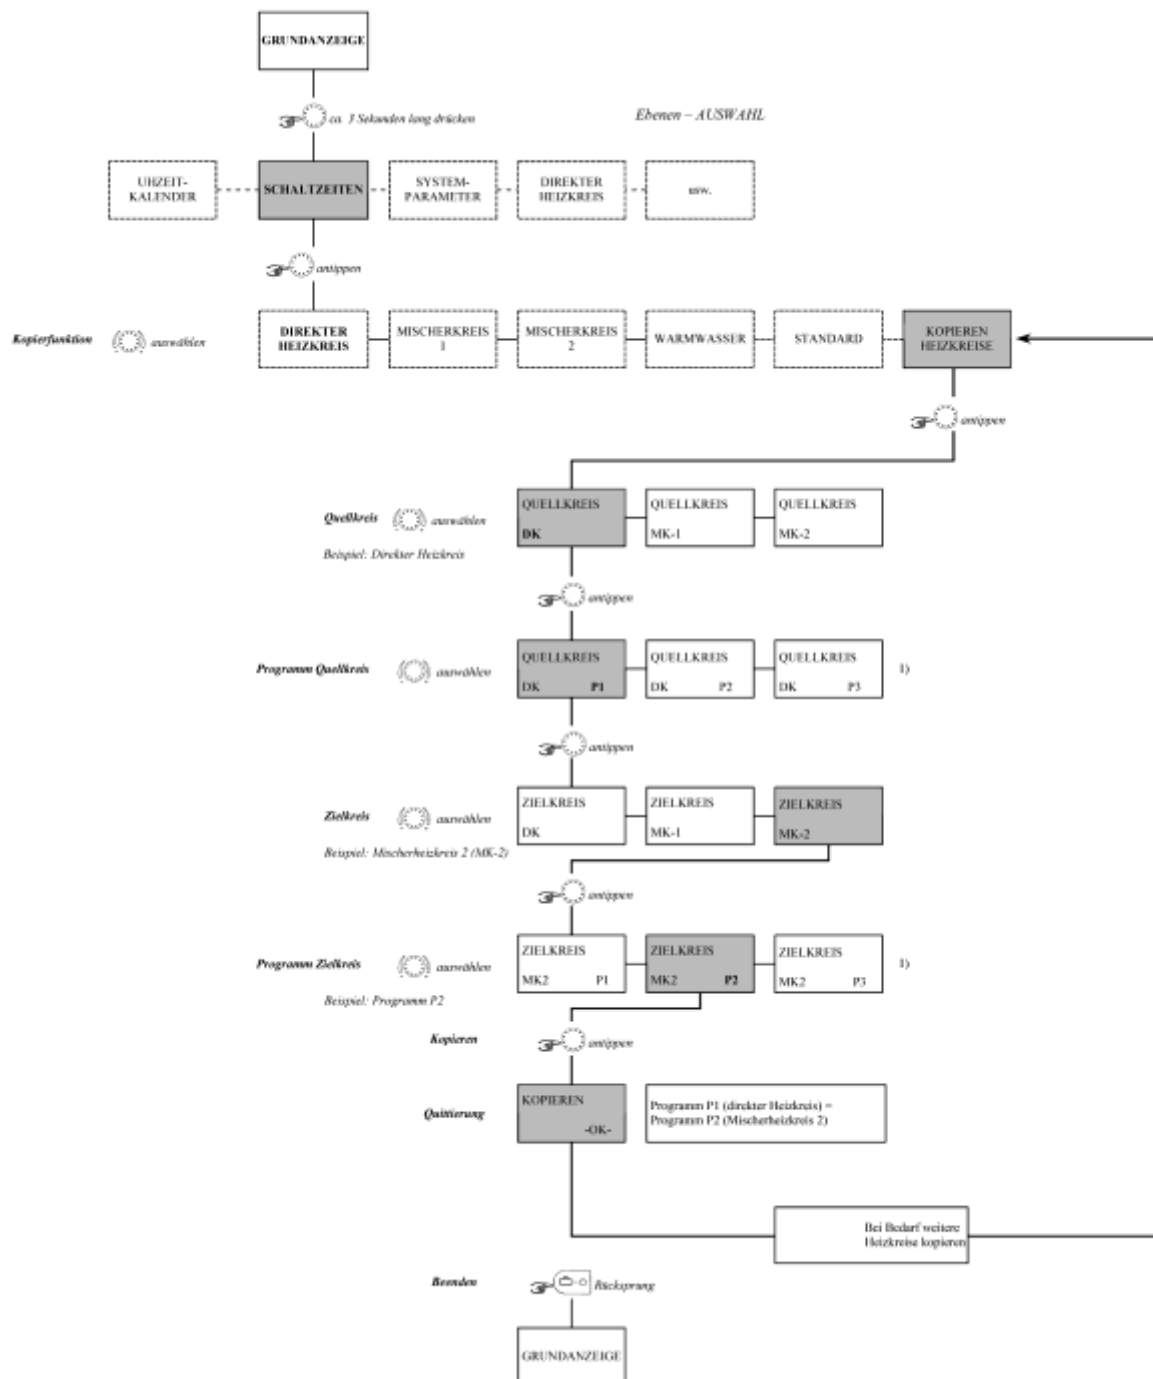 GRUNDANZEIGE
ca. 3 Sekunden lang drücken
Ebenen – AUSWAHL
UHZEIT-
KALENDER
SCHALTZEITEN
SYSTEM-
PARAMETER
DIREKTER
HEIZKREIS
usw.
antippen
Kopierfunktion
auswählen
DIREKTER
HEIZKREIS
MISCHERKREIS
1
MISCHERKREIS
2
WARMWASSER
STANDARD
KOPIEREN
HEIZKREISE
antippen
Quellkreis
auswählen
Beispiel: Direkter Heizkreis
QUELLKREIS
DK
QUELLKREIS
MK-1
QUELLKREIS
MK-2
antippen
Programm Quellkreis
auswählen
QUELLKREIS
DK P1
QUELLKREIS
DK P2
QUELLKREIS
DK P3
1)
antippen
Zielkreis
auswählen
Beispiel: Mischerheizkreis 2 (MK-2)
ZIELKREIS
DK
ZIELKREIS
MK-1
ZIELKREIS
MK-2
antippen
Programm Zielkreis
auswählen
Beispiel: Programm P2
ZIELKREIS
MK2 P1
ZIELKREIS
MK2 P2
ZIELKREIS
MK2 P3
1)
Kopieren
antippen
Quittierung
KOPIEREN
-OK-
Programm P1 (direkter Heizkreis) =
Programm P2 (Mischerheizkreis 2)
Bei Bedarf weitere
Heizkreise kopieren
Beenden
Rücksprung
GRUNDANZEIGE